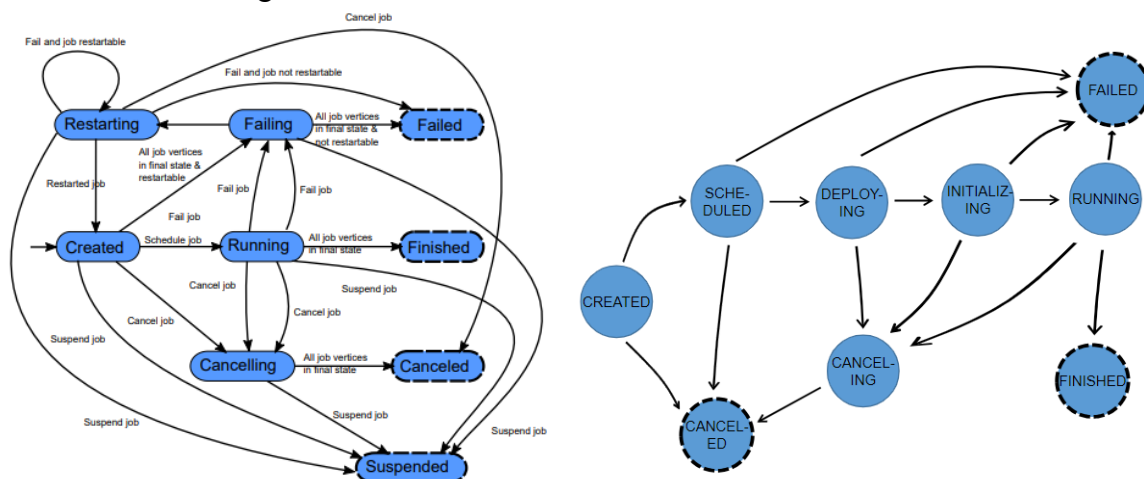 Cancel job
Fail and job restartable
Fail and job not restartable
Restarting
Failing
All job vertices
in final state &
not restartable
Failed
All job vertices
in final state &
restartable
Restarted job
Fail job
Fail job
Fail job
Created
Schedule job
Running
All job vertices
in final state
Finished
Cancel job
Suspend job
Cancel job
Cancel job
Suspend job
Cancelling
All job vertices
in final state
Canceled
Suspend job
Suspend job
Suspend job
Suspended
FAILED
SCHE-
DULED
DEPLOY-
ING
INITIALIZ-
ING
RUNNING
CREATED
CANCEL-
ING
FINISHED
CANCEL-
ED